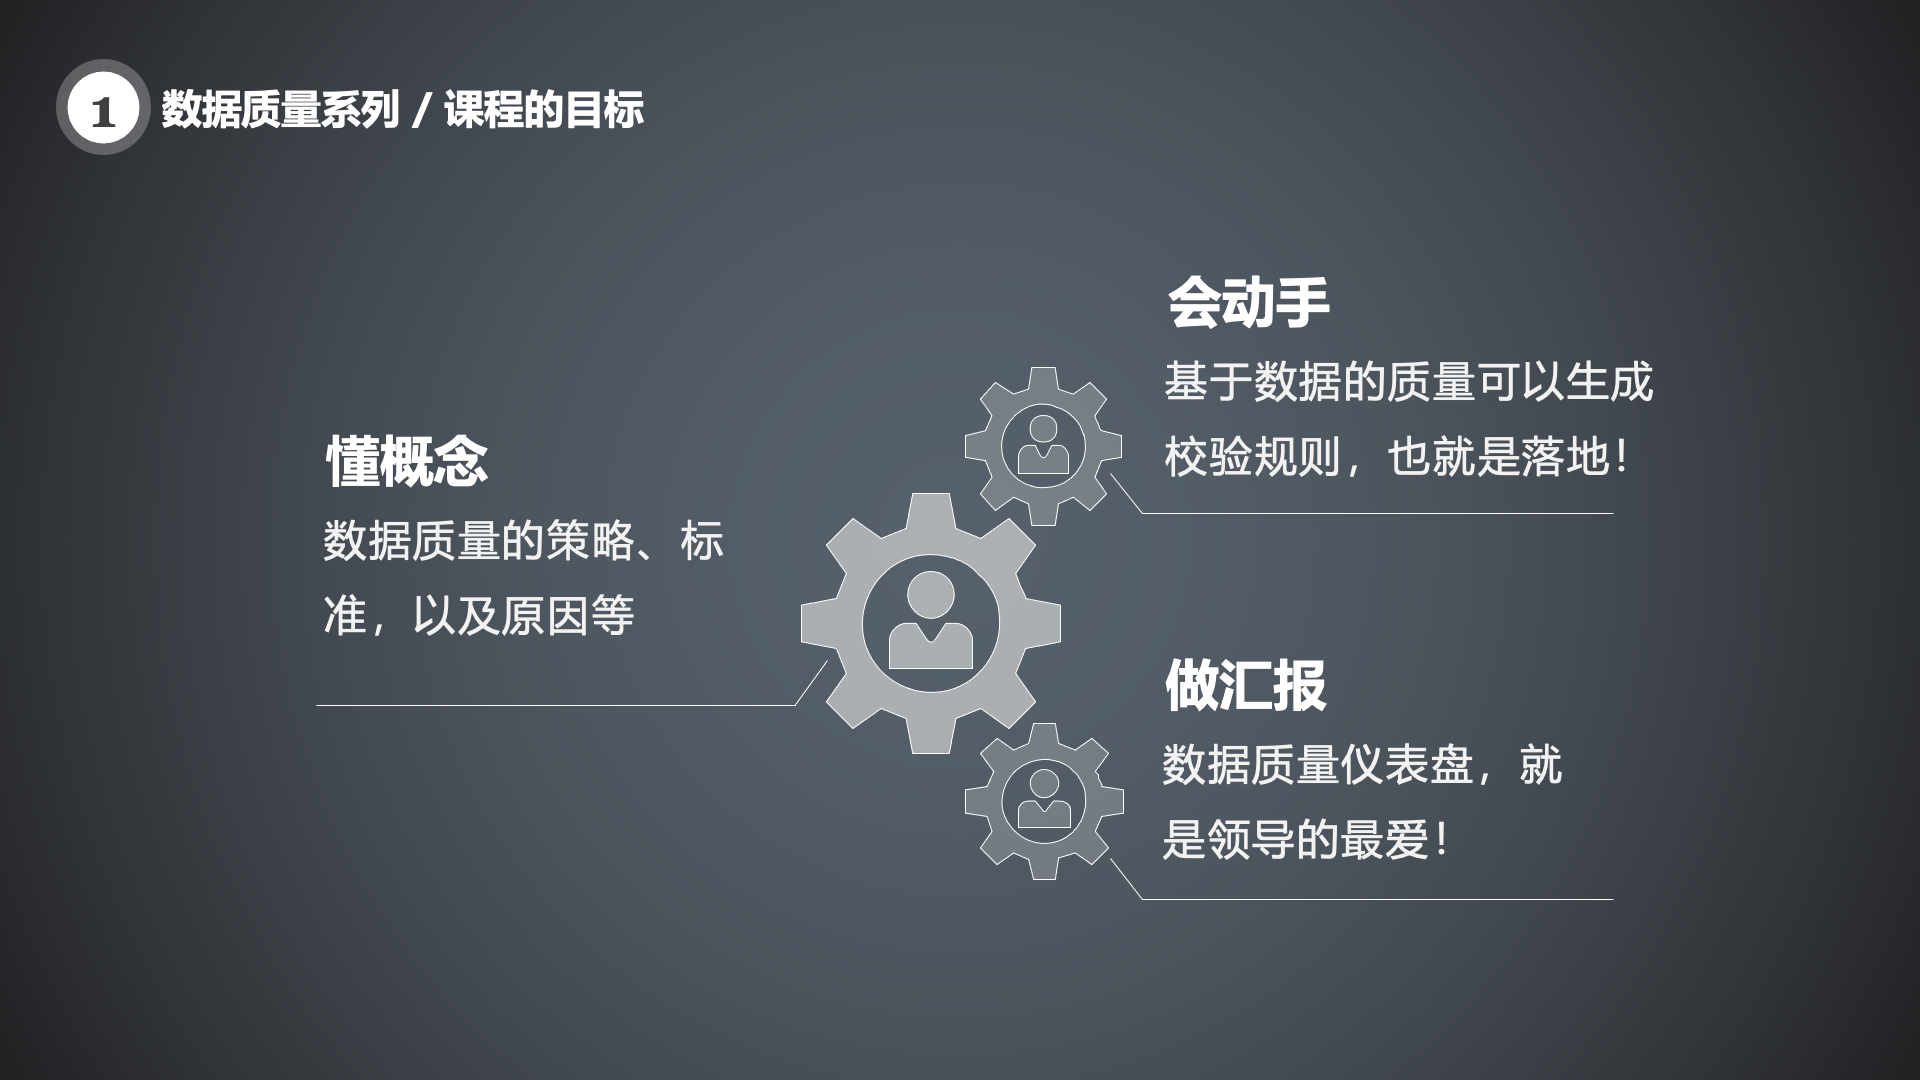 1
数据质量系列 / 课程的目标
懂概念
数据质量的策略、标
准，以及原因等
会动手
基于数据的质量可以生成
校验规则，也就是落地！
做汇报
数据质量仪表盘，就
是领导的最爱！